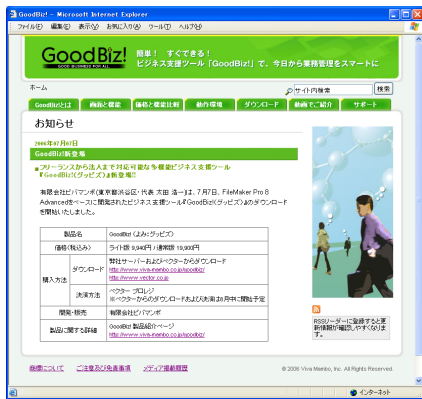 GoodBiz! - Microsoft Internet Explorer
ファイル(F) 編集(E) 表示(V) お気に入り(A) ツール(T) ヘルプ(H)
GoodBiz!
GOOD BUSINESS FOR ALL
簡単！ すぐできる！
ビジネス支援ツール「GoodBiz!」で、今日から業務管理をスマートに
ホーム
サイト内検索 検索
GoodBiz!とは 画面と機能 価格と機能比較 動作環境 ダウンロード 動画でご紹介 サポート
お知らせ
2006年07月07日
GoodBiz!新登場
フリーランスから法人まで対応可能な多機能ビジネス支援ツール
『GoodBiz!(グッビズ)』新登場!!
有限会社ビバマンボ(東京都渋谷区・代表 太田 浩一)は、7月7日、FileMaker Pro 8
Advancedをベースに開発されたビジネス支援ツール『GoodBiz!(グッビズ)』のダウンロード
を開始いたしました。
製品名 GoodBiz! (よみ:グッビズ)
価格(税込み) ライト版 9,940円 / 通常版 19,900円
購入方法 ダウンロード 弊社サーバーおよびベクターからダウンロード
http://www.viva-mambo.co.jp/goodbiz/
http://www.vector.co.jp
決済方法 ベクター プロレジ
※ベクターからのダウンロードおよび決済は8月中に開始予定
開発・販売 有限会社ビバマンボ
製品に関する詳細 GoodBiz! 製品紹介ページ
http://www.viva-mambo.co.jp/goodbiz/
RSSリーダーに登録すると更
新情報が確認しやすくなりま
す。
商標について ご注意及び免責事項 メディア掲載履歴
© 2006 Viva Mambo, Inc. All Rights Reserved.
インターネット